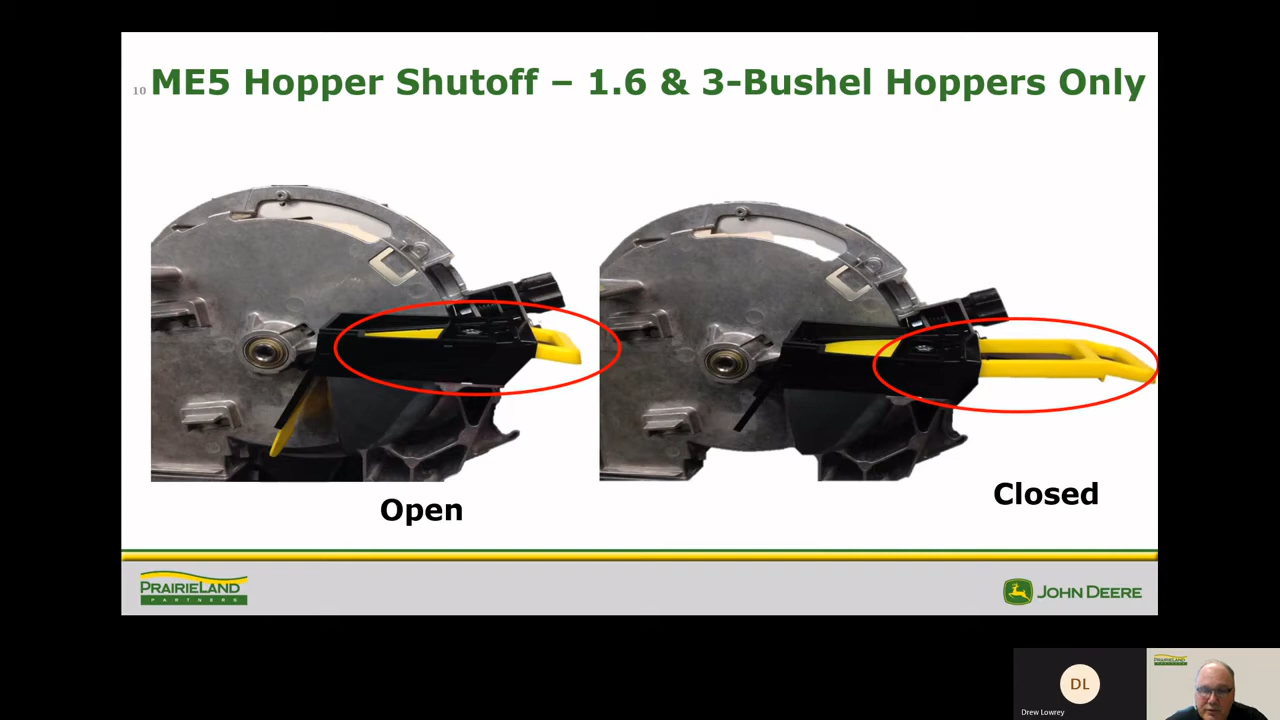 10
ME5 Hopper Shutoff – 1.6 & 3-Bushel Hoppers Only
Open
Closed
PRAIRIELAND
PARTNERS
JOHN DEERE
DL
Drew Lowrey
PRAIRIELAND